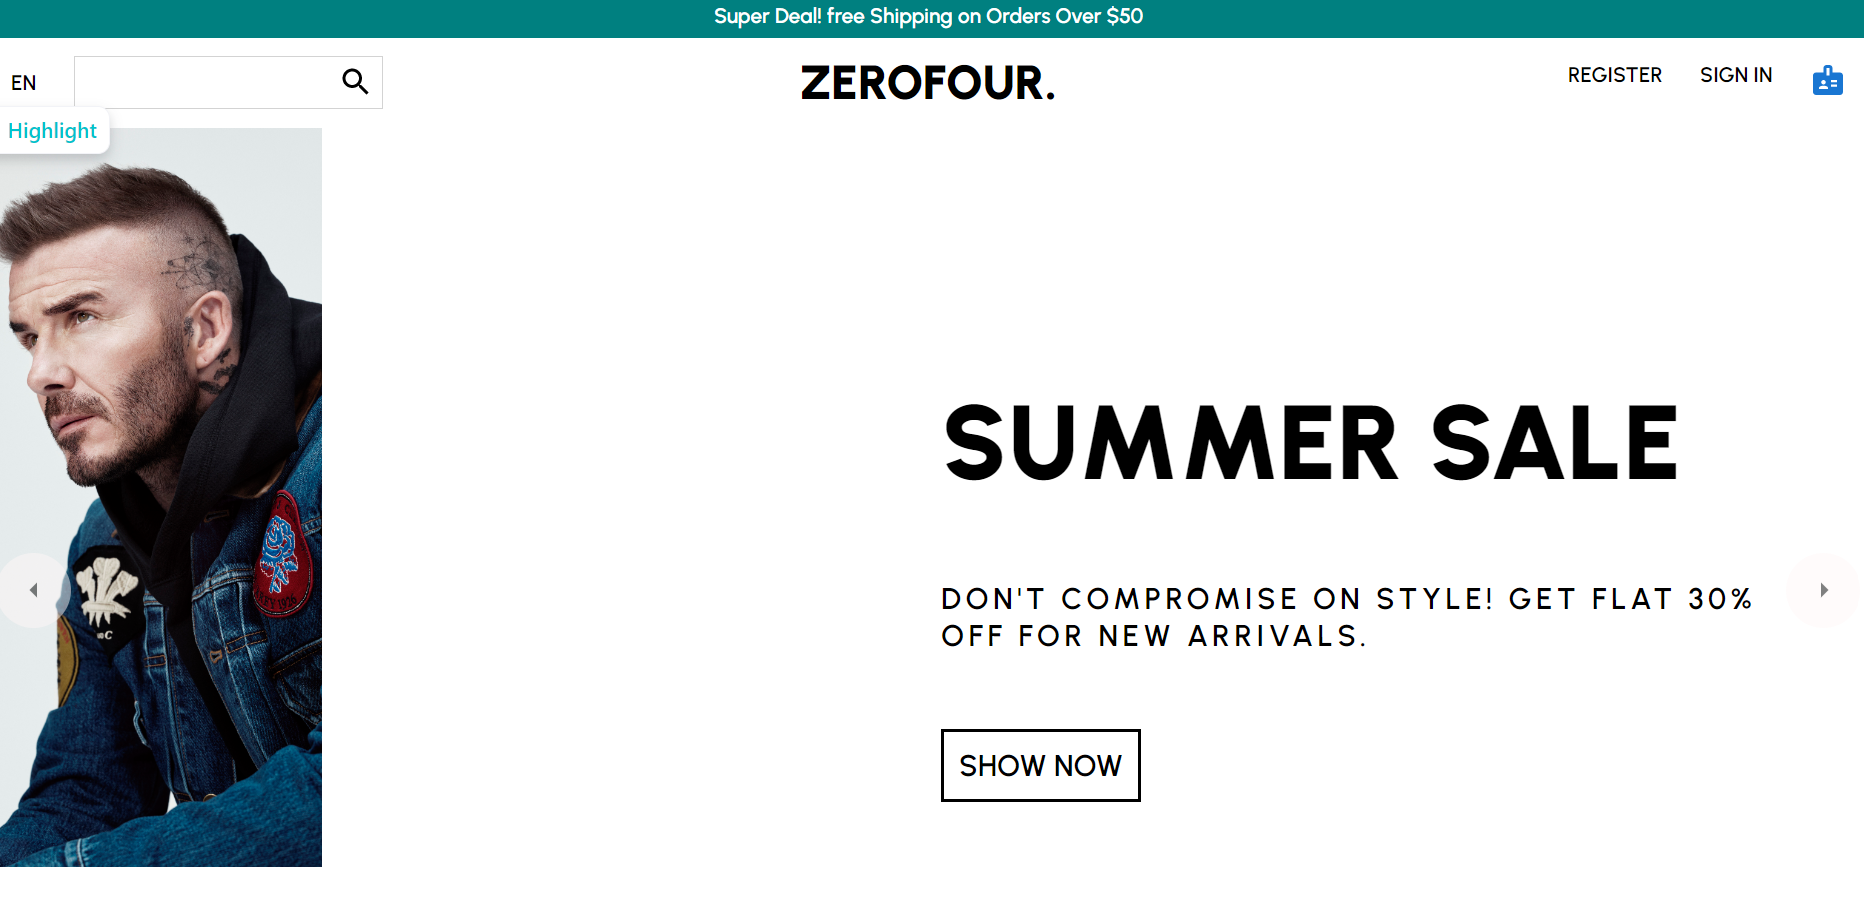 Super Deal! free Shipping on Orders Over $50
EN
ZEROFOUR.
REGISTER
SIGN IN
Highlight
SUMMER SALE
DON'T COMPROMISE ON STYLE! GET FLAT 30%
OFF FOR NEW ARRIVALS.
SHOW NOW